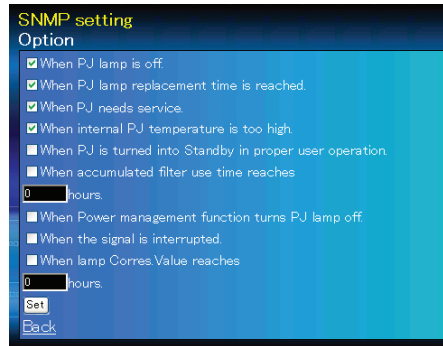 SNMP setting
Option
When PJ lamp is off.
When PJ lamp replacement time is reached.
When PJ needs service.
When internal PJ temperature is too high.
When PJ is turned into Standby in proper user operation.
When accumulated filter use time reaches
0 hours.
When Power management function turns PJ lamp off.
When the signal is interrupted.
When lamp Corres.Value reaches
0 hours.
Set
Back